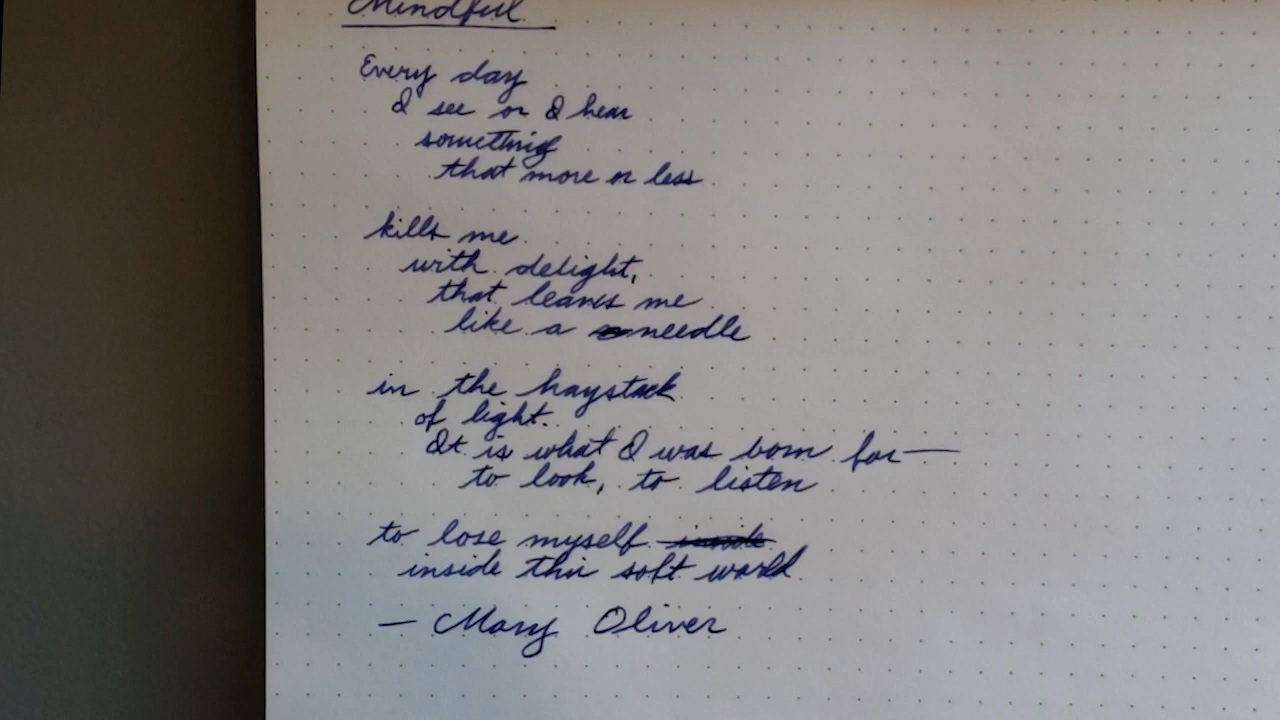 Mindful
Every day
I see or I hear
something
that more or less
kills me
with delight,
that leaves me
like a needle
in the haystack
of light.
It is what I was born for—
to look, to listen
to lose myself inside
inside this soft world
— Mary Oliver